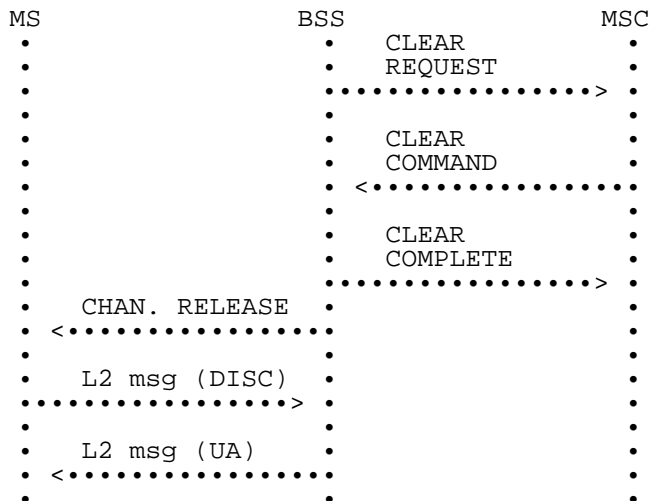 MS BSS MSC
CLEAR
REQUEST
CLEAR
COMMAND
CLEAR
COMPLETE
CHAN. RELEASE
L2 msg (DISC)
L2 msg (UA)